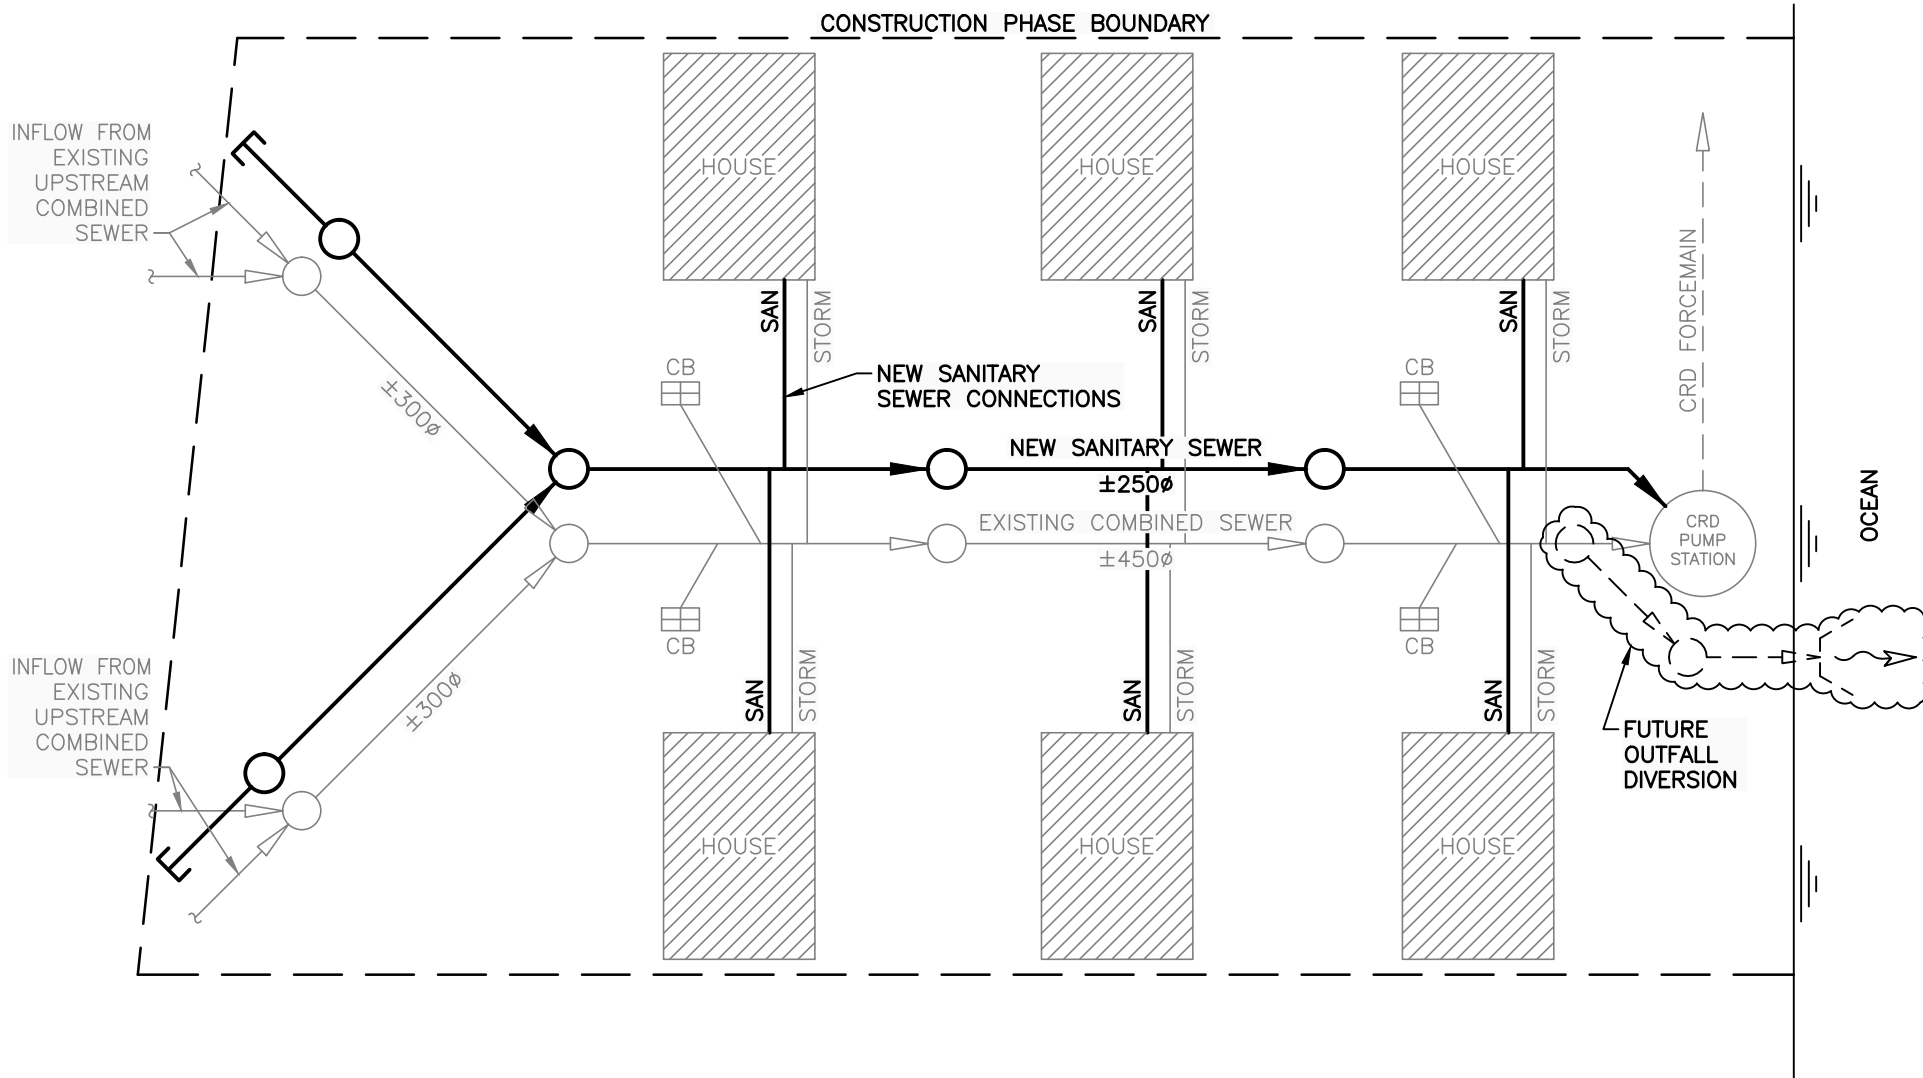 CONSTRUCTION PHASE BOUNDARY
INFLOW FROM
EXISTING
UPSTREAM
COMBINED
SEWER
HOUSE
HOUSE
HOUSE
SAN
STORM
SAN
STORM
SAN
STORM
CRD FORCEMAIN
±300ø
CB
CB
NEW SANITARY
SEWER CONNECTIONS
NEW SANITARY SEWER
±250ø
EXISTING COMBINED SEWER
±450ø
CRD
PUMP
STATION
OCEAN
CB
CB
INFLOW FROM
EXISTING
UPSTREAM
COMBINED
SEWER
±300ø
SAN
STORM
SAN
STORM
SAN
STORM
FUTURE
OUTFALL
DIVERSION
HOUSE
HOUSE
HOUSE